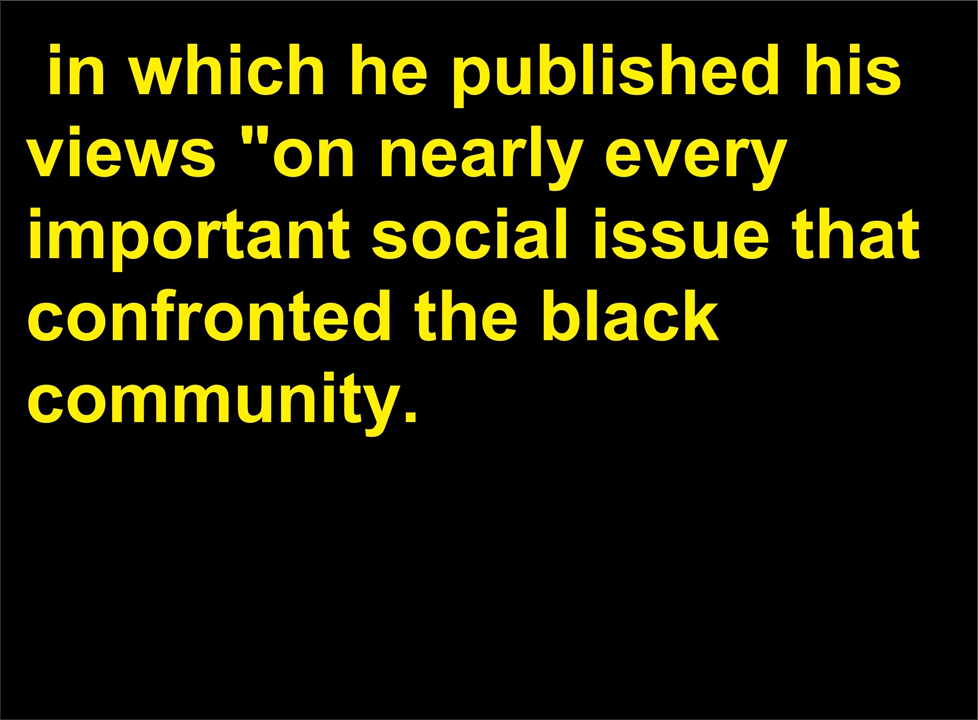 in which he published his
views "on nearly every
important social issue that
confronted the black
community.